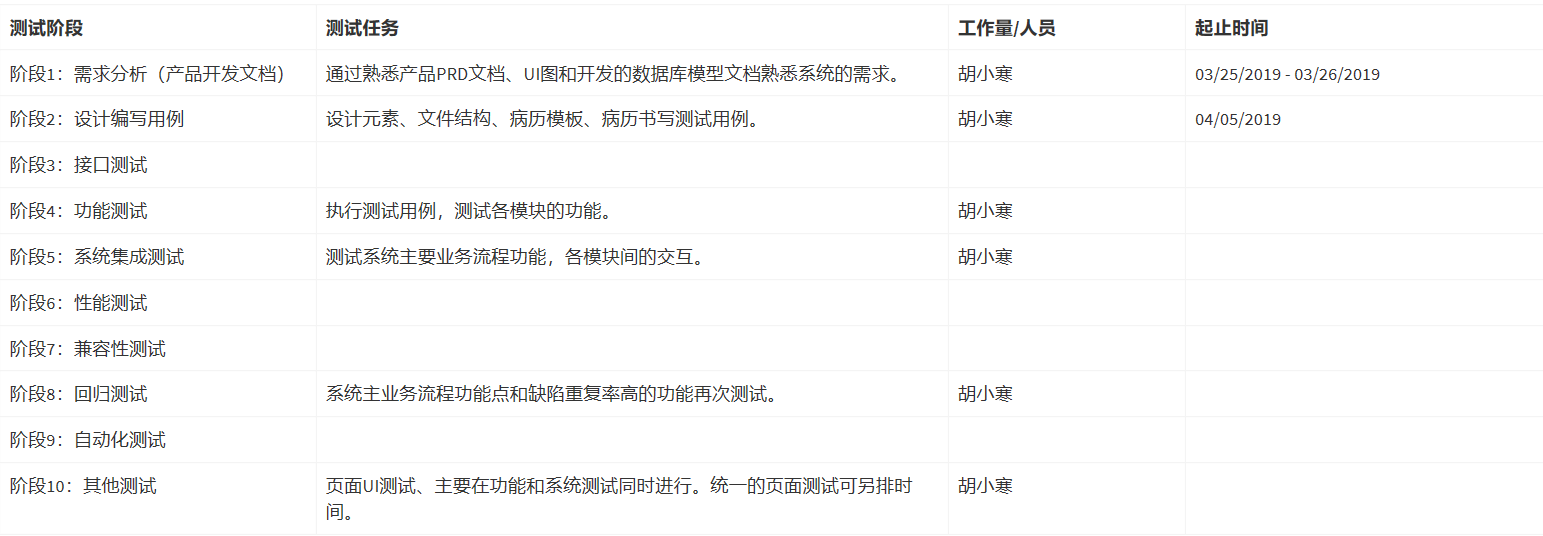 测试阶段 测试任务 工作量/人员 起止时间
阶段1：需求分析（产品开发文档） 通过熟悉产品PRD文档、UI图和开发的数据库模型文档熟悉系统的需求。 胡小寒 03/25/2019 - 03/26/2019
阶段2：设计编写用例 设计元素、文件结构、病历模板、病历书写测试用例。 胡小寒 04/05/2019
阶段3：接口测试
阶段4：功能测试 执行测试用例，测试各模块的功能。 胡小寒
阶段5：系统集成测试 测试系统主要业务流程功能，各模块间的交互。 胡小寒
阶段6：性能测试
阶段7：兼容性测试
阶段8：回归测试 系统主业务流程功能点和缺陷重复率高的功能再次测试。 胡小寒
阶段9：自动化测试
阶段10：其他测试 页面UI测试、主要在功能和系统测试同时进行。统一的页面测试可另排时 胡小寒
间。